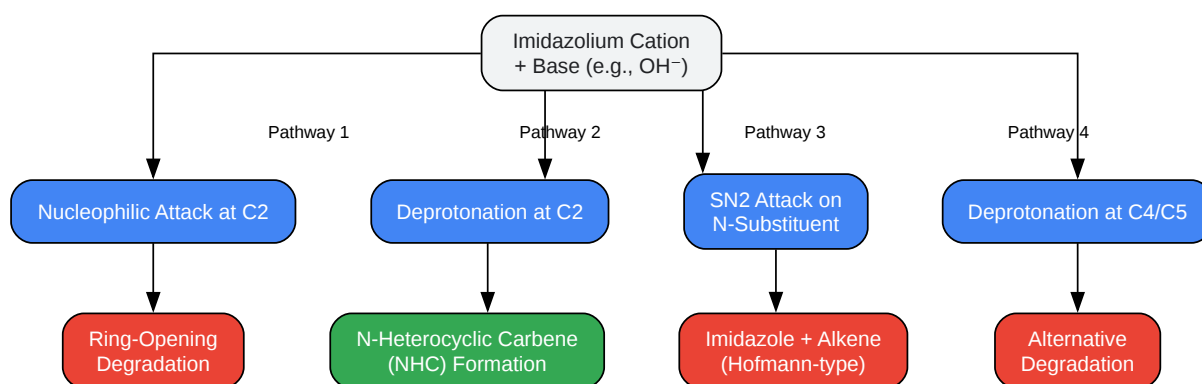 Imidazolium Cation
+ Base (e.g., OH⁻)
Pathway 1
Pathway 2
Pathway 3
Pathway 4
Nucleophilic Attack at C2
Deprotonation at C2
SN2 Attack on
N-Substituent
Deprotonation at C4/C5
Ring-Opening
Degradation
N-Heterocyclic Carbene
(NHC) Formation
Imidazole + Alkene
(Hofmann-type)
Alternative
Degradation